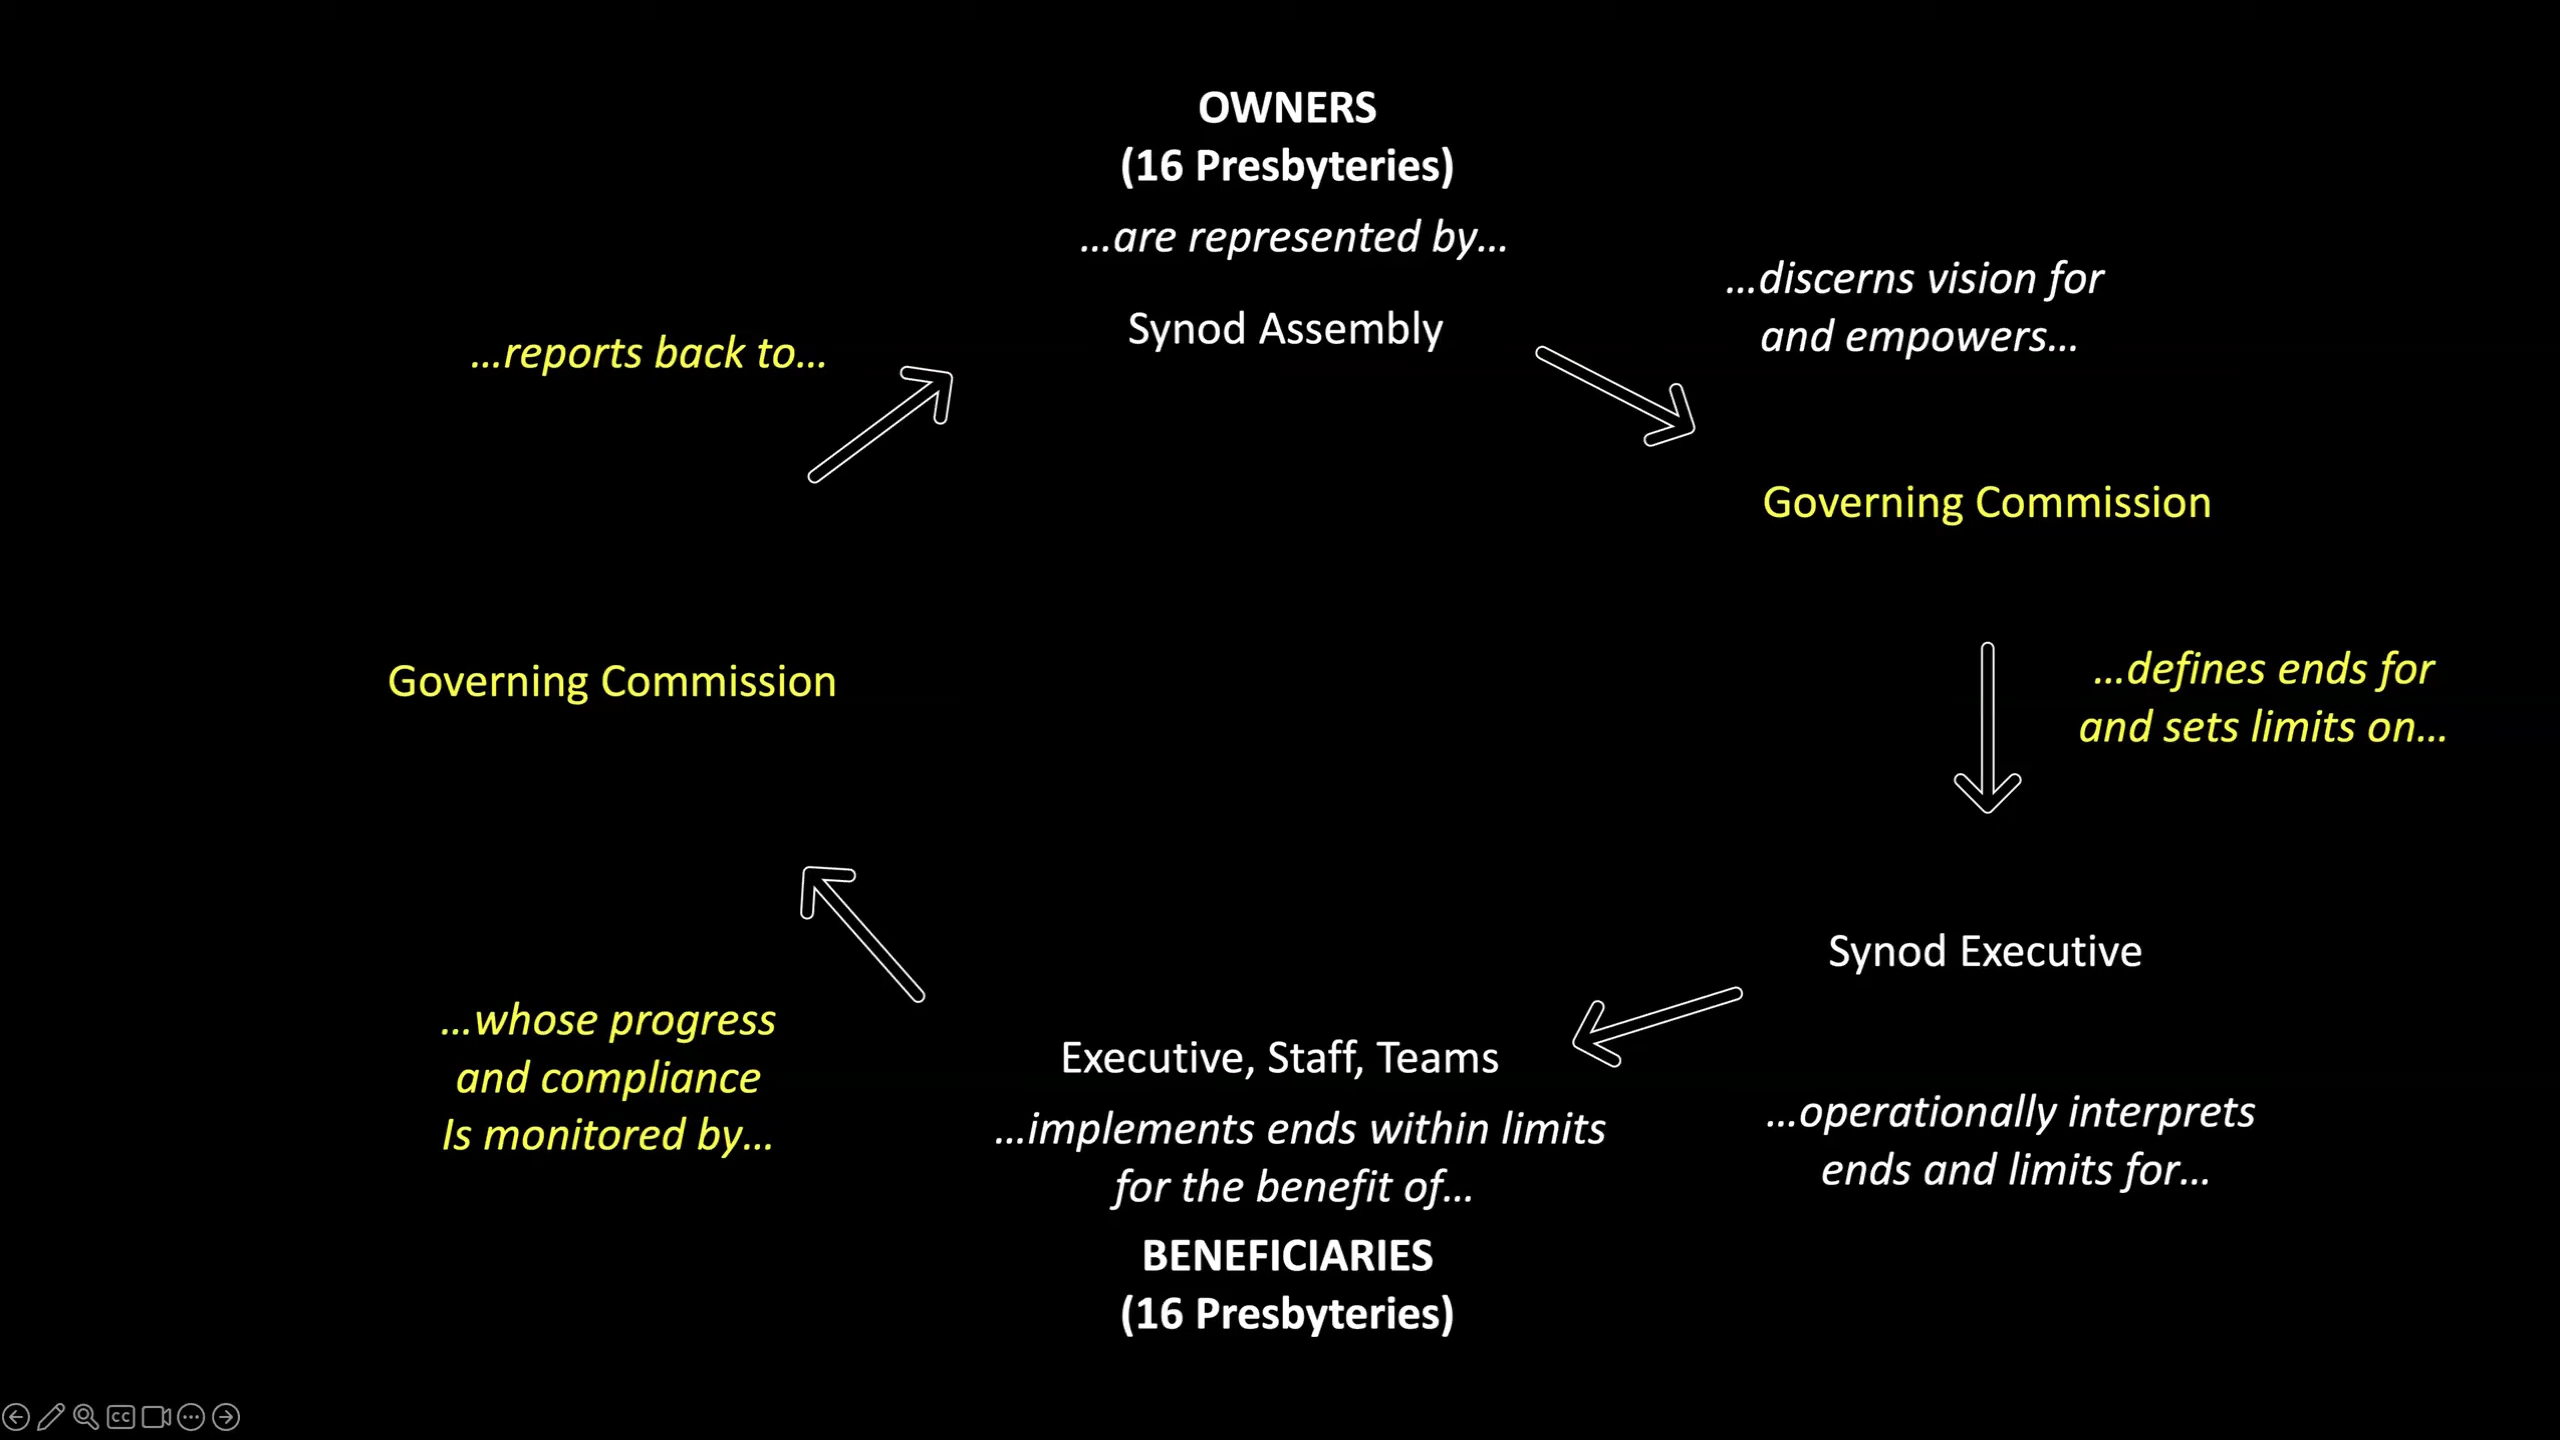 OWNERS
(16 Presbyteries)
...are represented by...
Synod Assembly
...discerns vision for
and empowers...
Governing Commission
...defines ends for
and sets limits on...
Synod Executive
...operationally interprets
ends and limits for...
Executive, Staff, Teams
...implements ends within limits
for the benefit of...
BENEFICIARIES
(16 Presbyteries)
...whose progress
and compliance
Is monitored by...
Governing Commission
...reports back to...
CC